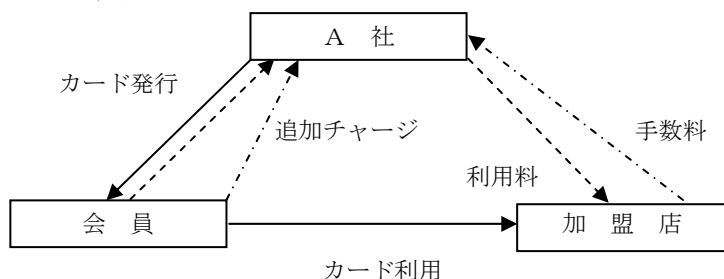 A 社
カード発行
追加チャージ
手数料
利用料
会 員
加 盟 店
カード利用